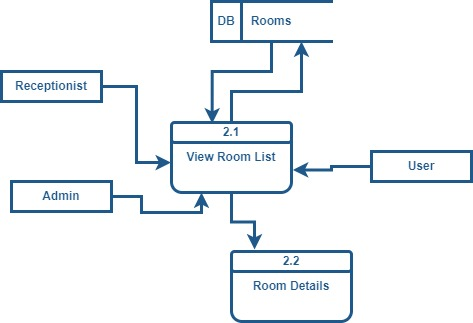 DB Rooms
Receptionist
2.1
View Room List
User
Admin
2.2
Room Details